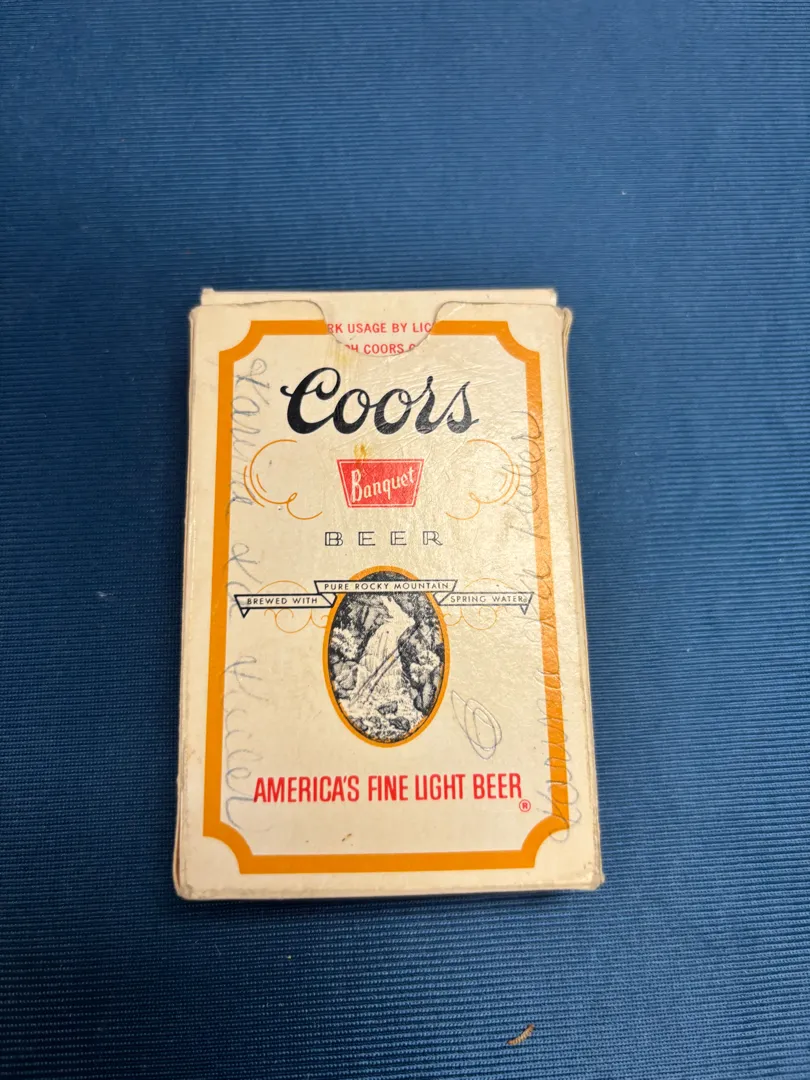 RK USAGE BY LIC
H COORS C
Coors
Banquet
BEER
PURE ROCKY MOUNTAIN
BREWED WITH
SPRING WATER
AMERICA'S FINE LIGHT BEER
®